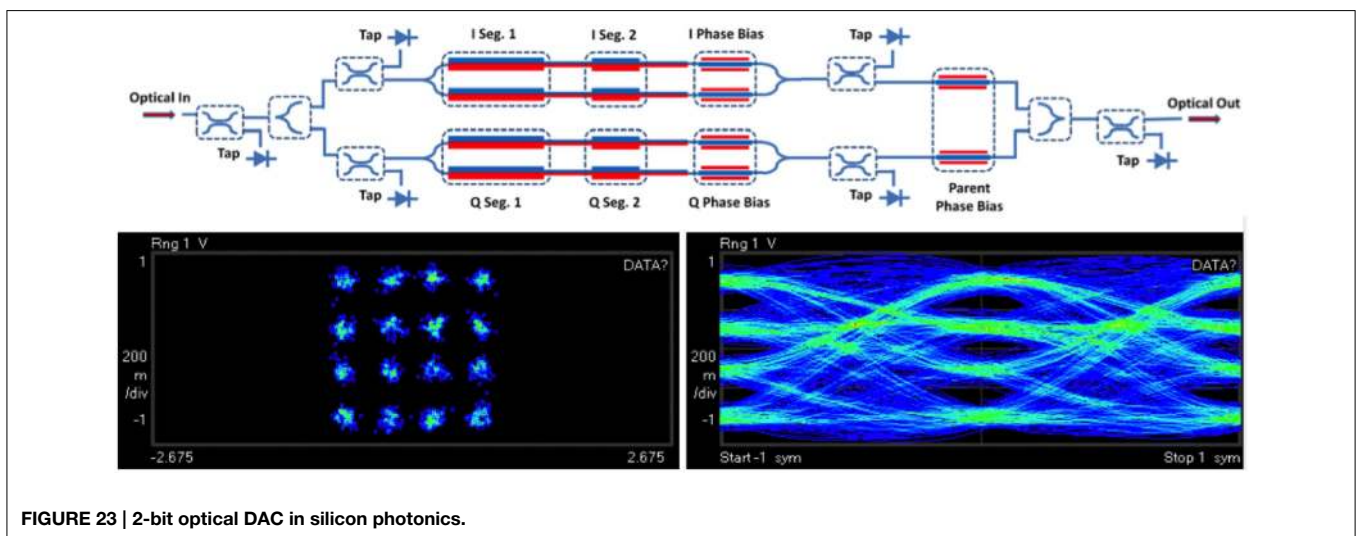 Tap
I Seg. 1
I Seg. 2
I Phase Bias
Tap
Optical In
Optical Out
Tap
Tap
Tap
Q Seg. 1
Q Seg. 2
Q Phase Bias
Tap
Parent
Phase Bias
Rng 1 V
1
DATA?
200
m
/div
-1
-2.675
2.675
Rng 1 V
1
DATA?
200
m
/div
-1
Start -1 sym
Stop 1 sym
FIGURE 23 | 2-bit optical DAC in silicon photonics.